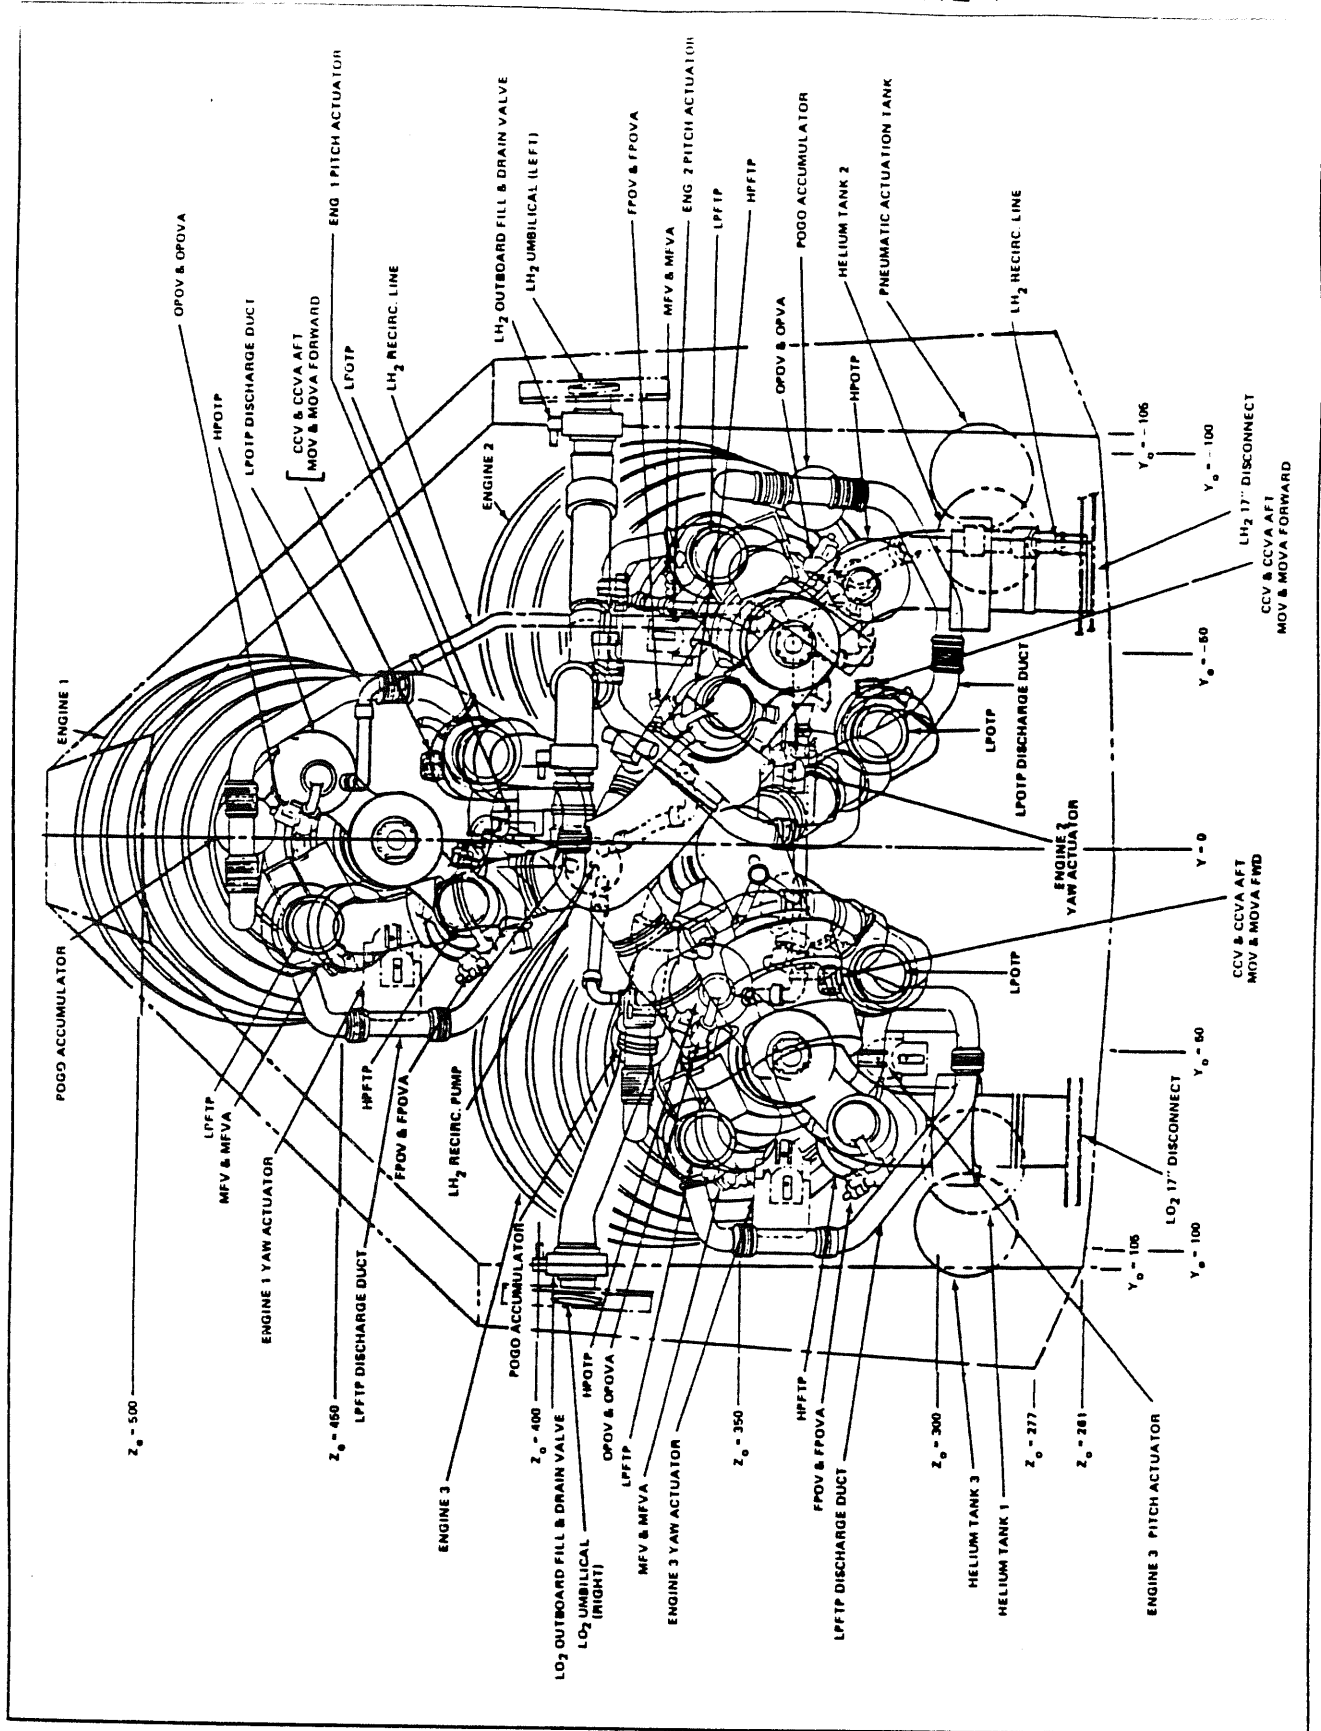 OPOV & OPOVA
HPOTP
LPOTP DISCHARGE DUCT
CCV & CCVA AFT
MOV & MOVA FORWARD
ENG 1 PITCH ACTUATOR
LPOTP
LH2 RECIRC. LINE
LH2 OUTBOARD FILL & DRAIN VALVE
LH2 UMBILICAL (LEFT)
FPOV & FPOVA
MFV & MFVA
ENG 2 PITCH ACTUATOR
LPFTP
HPFTP
POGO ACCUMULATOR
OPOV & OPVA
HELIUM TANK 2
HPOTP
PNEUMATIC ACTUATION TANK
LH2 RECIRC. LINE
ENGINE 1
ENGINE 2
Yo = -105
Yo = -100
LH2 17" DISCONNECT
CCV & CCVA AFT
MOV & MOVA FORWARD
Yo = -50
LPOTP DISCHARGE DUCT
LPOTP
ENGINE 2
YAW ACTUATOR
Y = 0
CCV & CCVA AFT
MOV & MOVA FWD
LPOTP
Yo = 50
LO2 17" DISCONNECT
Yo = 105
Yo = 100
POGO ACCUMULATOR
LPFTP
MFV & MFVA
ENGINE 1 YAW ACTUATOR
HPFTP
LPFTP DISCHARGE DUCT
FPOV & FPOVA
LH2 RECIRC. PUMP
ENGINE 3
POGO ACCUMULATOR
LO2 OUTBOARD FILL & DRAIN VALVE
LO2 UMBILICAL
(RIGHT)
HPOTP
OPOV & OPOVA
LPFTP
MFV & MFVA
ENGINE 3 YAW ACTUATOR
HPFTP
FPOV & FPOVA
LPFTP DISCHARGE DUCT
HELIUM TANK 3
HELIUM TANK 1
ENGINE 3 PITCH ACTUATOR
Zo = 500
Zo = 450
Zo = 400
Zo = 350
Zo = 300
Zo = 277
Zo = 261